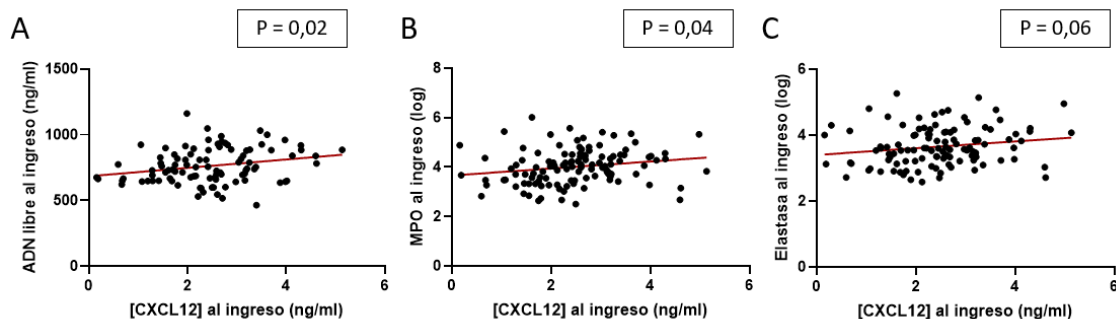 A
P = 0,02
ADN libre al ingreso (ng/ml)
1500
1000
500
0
0 2 4 6
[CXCL12] al ingreso (ng/ml)
B
P = 0,04
MPO al ingreso (log)
8
6
4
2
0
0 2 4 6
[CXCL12] al ingreso (ng/ml)
C
P = 0,06
Elastasa al ingreso (log)
6
4
2
0
0 2 4 6
[CXCL12] al ingreso (ng/ml)